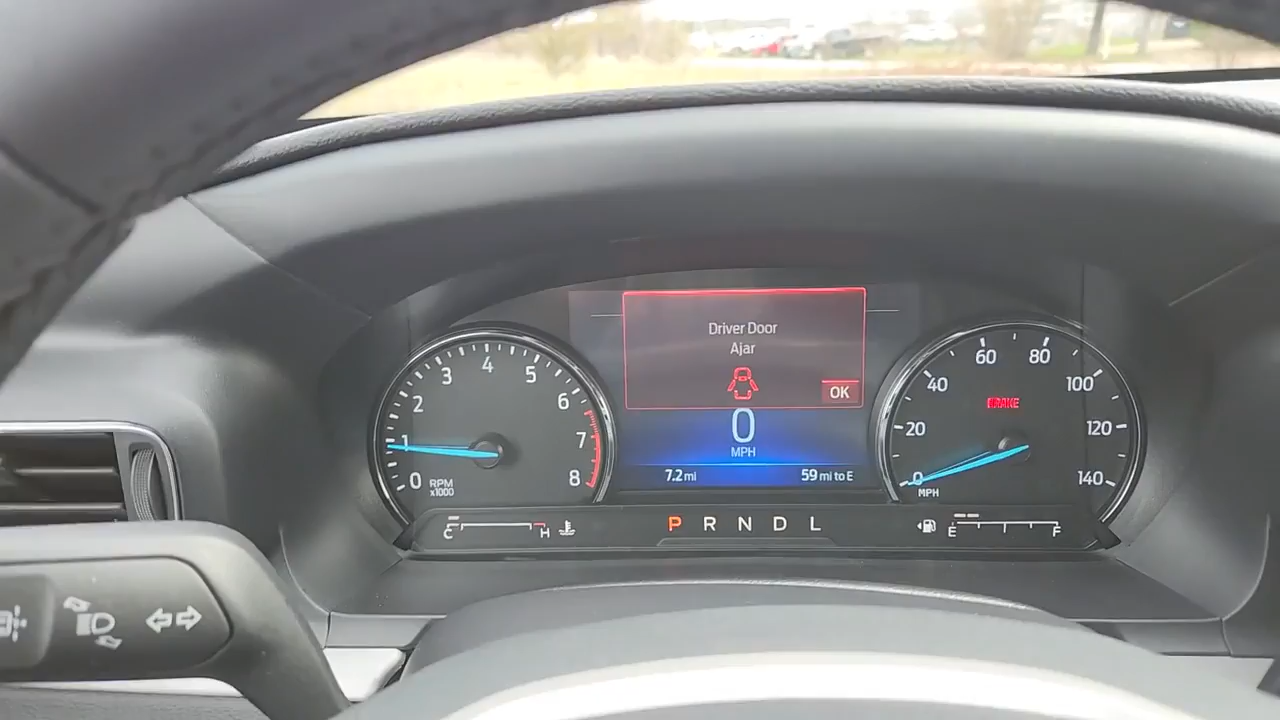 Driver Door
Ajar
OK
0
MPH
7.2 mi
59 mi to E
0
1
2
3
4
5
6
7
8
RPM
x1000
0
20
40
60
80
100
120
140
BRAKE
MPH
C
H
P R N D L
E
F